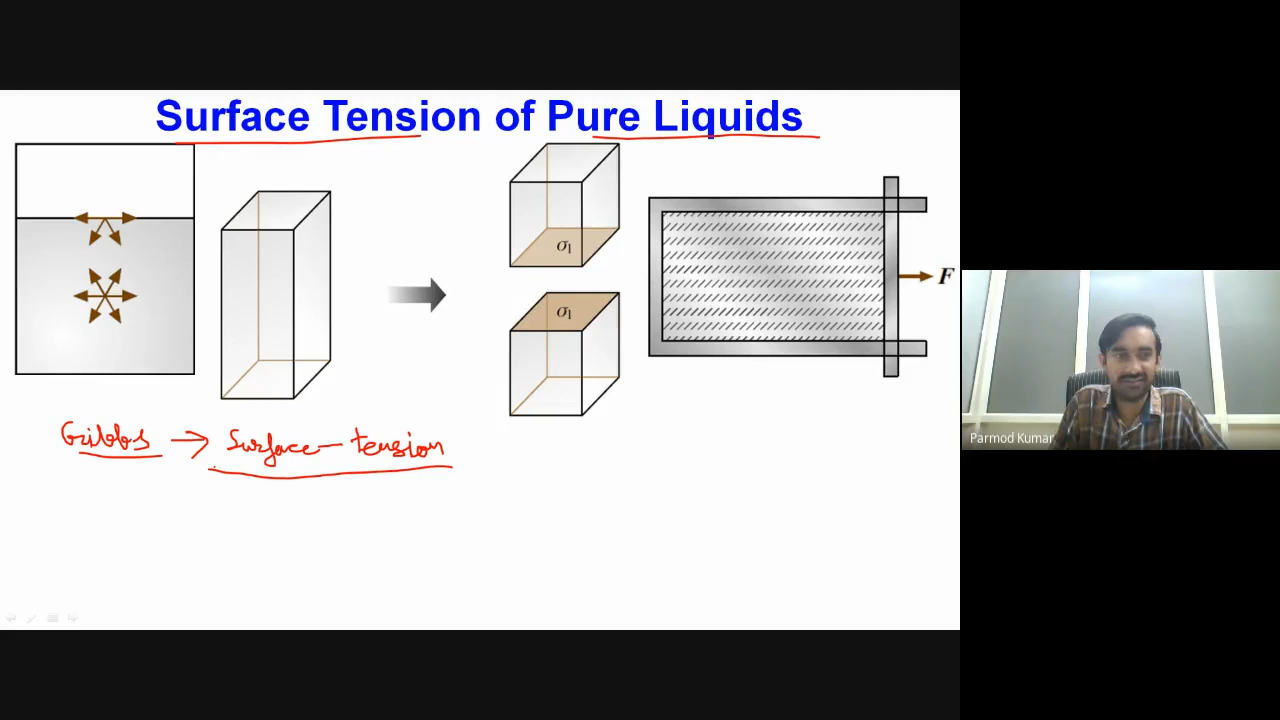 Surface Tension of Pure Liquids
σ1
σ1
F
Gibbs → Surface-tension
Parmod Kumar